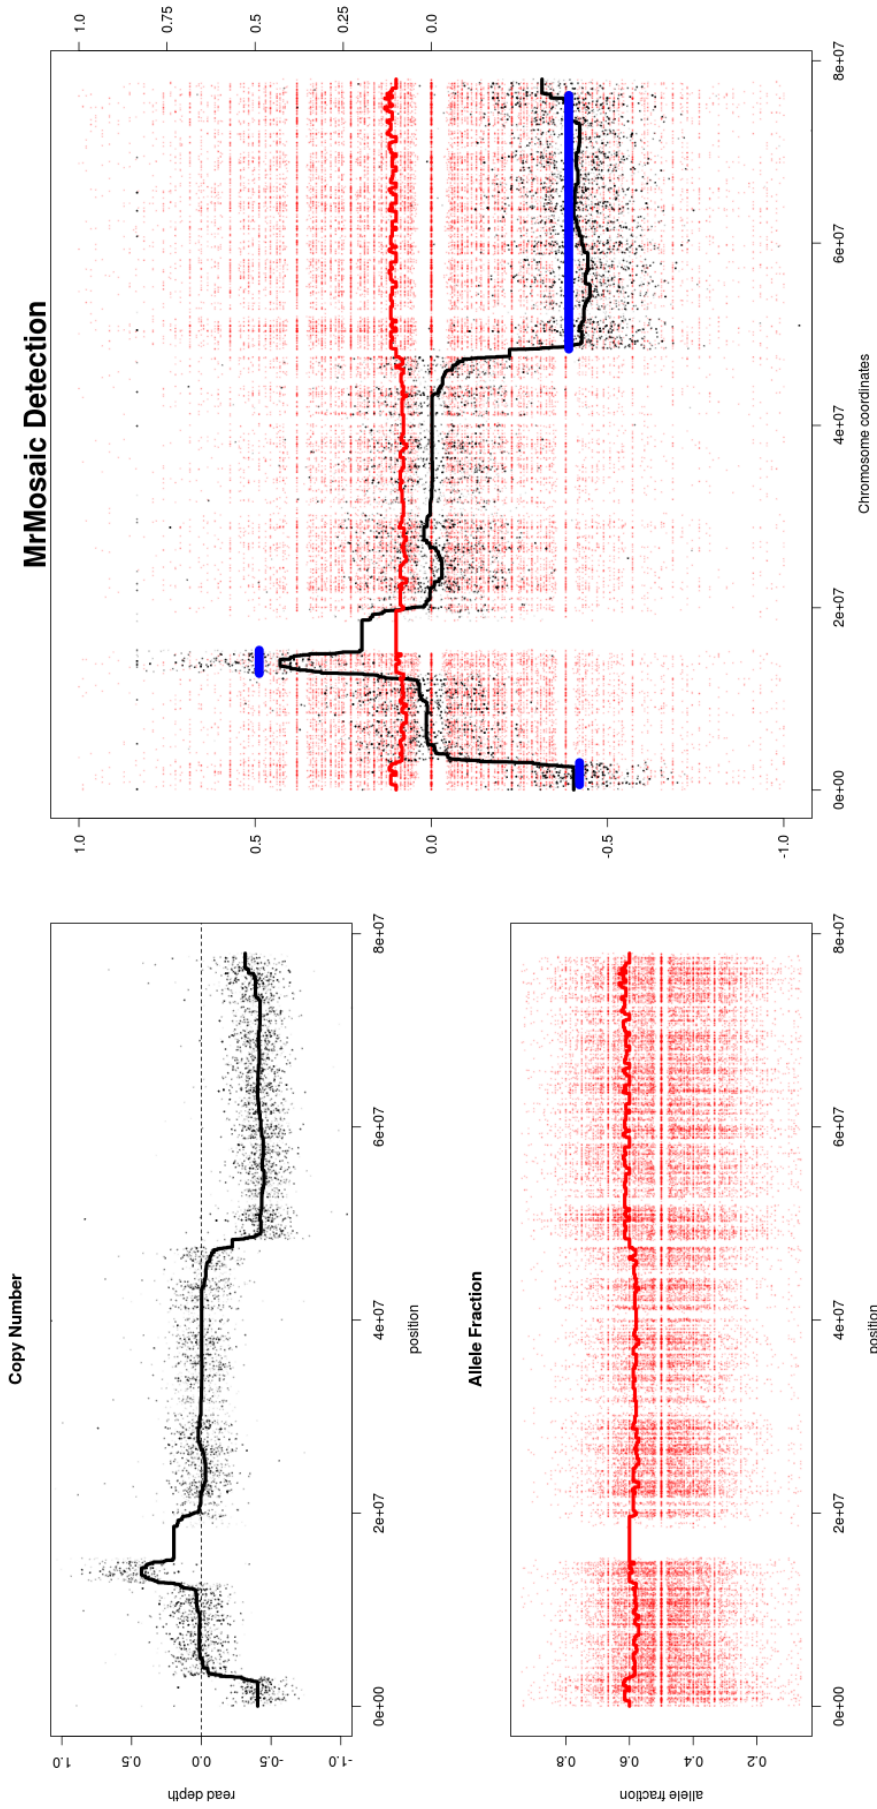 MrMosaic Detection
1.0
0.75
0.5
0.25
0.0
1.0
0.5
0.0
-0.5
-1.0
0e+00
2e+07
4e+07
6e+07
8e+07
Chromosome coordinates
Copy Number
read depth
1.0
0.5
0.0
-0.5
-1.0
0e+00
2e+07
4e+07
6e+07
8e+07
position
Allele Fraction
allele fraction
0.8
0.6
0.4
0.2
0e+00
2e+07
4e+07
6e+07
8e+07
position